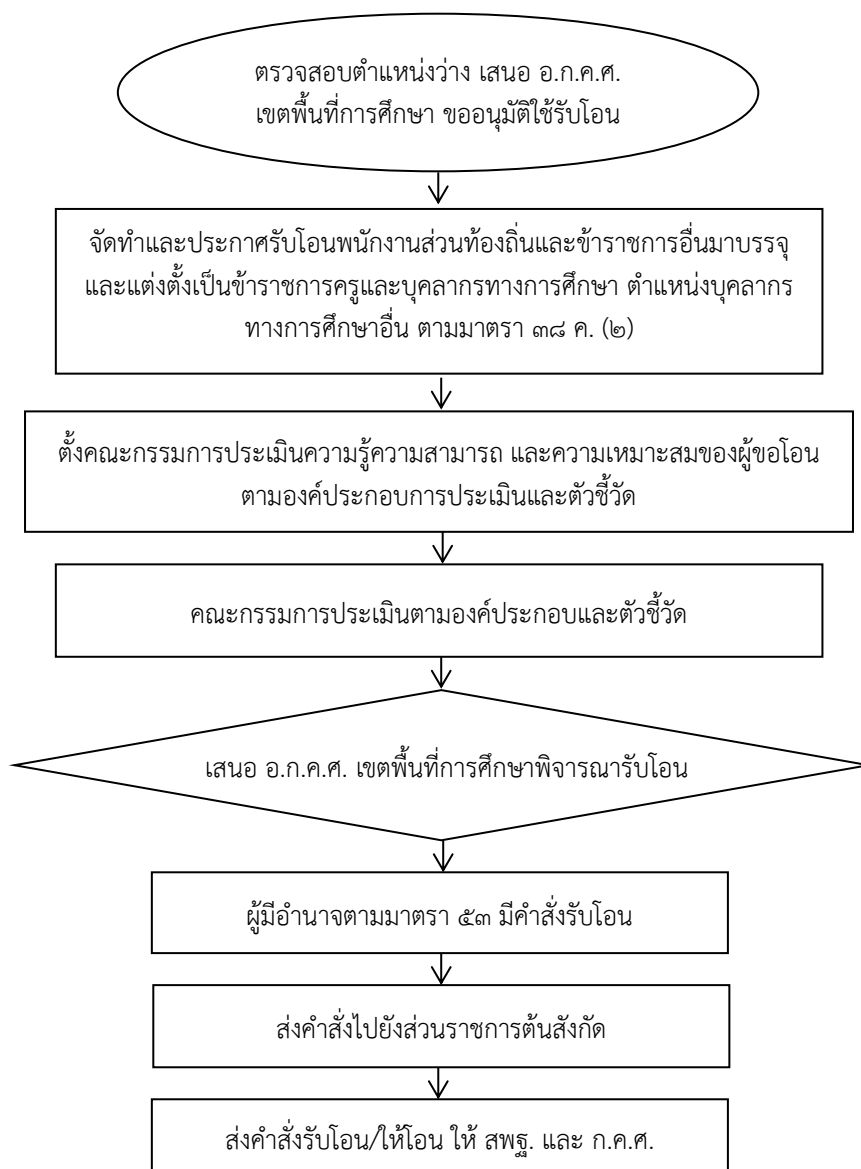 ตรวจสอบตำแหน่งว่าง เสนอ อ.ก.ค.ศ.
เขตพื้นที่การศึกษา ขออนุมัติใช้รับโอน
จัดทำและประกาศรับโอนพนักงานส่วนท้องถิ่นและข้าราชการอื่นมาบรรจุ
และแต่งตั้งเป็นข้าราชการครูและบุคลากรทางการศึกษา ตำแหน่งบุคลากร
ทางการศึกษาอื่น ตามมาตรา ๓๘ ค. (๒)
ตั้งคณะกรรมการประเมินความรู้ความสามารถ และความเหมาะสมของผู้ขอโอน
ตามองค์ประกอบการประเมินและตัวชี้วัด
คณะกรรมการประเมินตามองค์ประกอบและตัวชี้วัด
เสนอ อ.ก.ค.ศ. เขตพื้นที่การศึกษาพิจารณารับโอน
ผู้มีอำนาจตามมาตรา ๕๓ มีคำสั่งรับโอน
ส่งคำสั่งไปยังส่วนราชการต้นสังกัด
ส่งคำสั่งรับโอน/ให้โอน ให้ สพฐ. และ ก.ค.ศ.